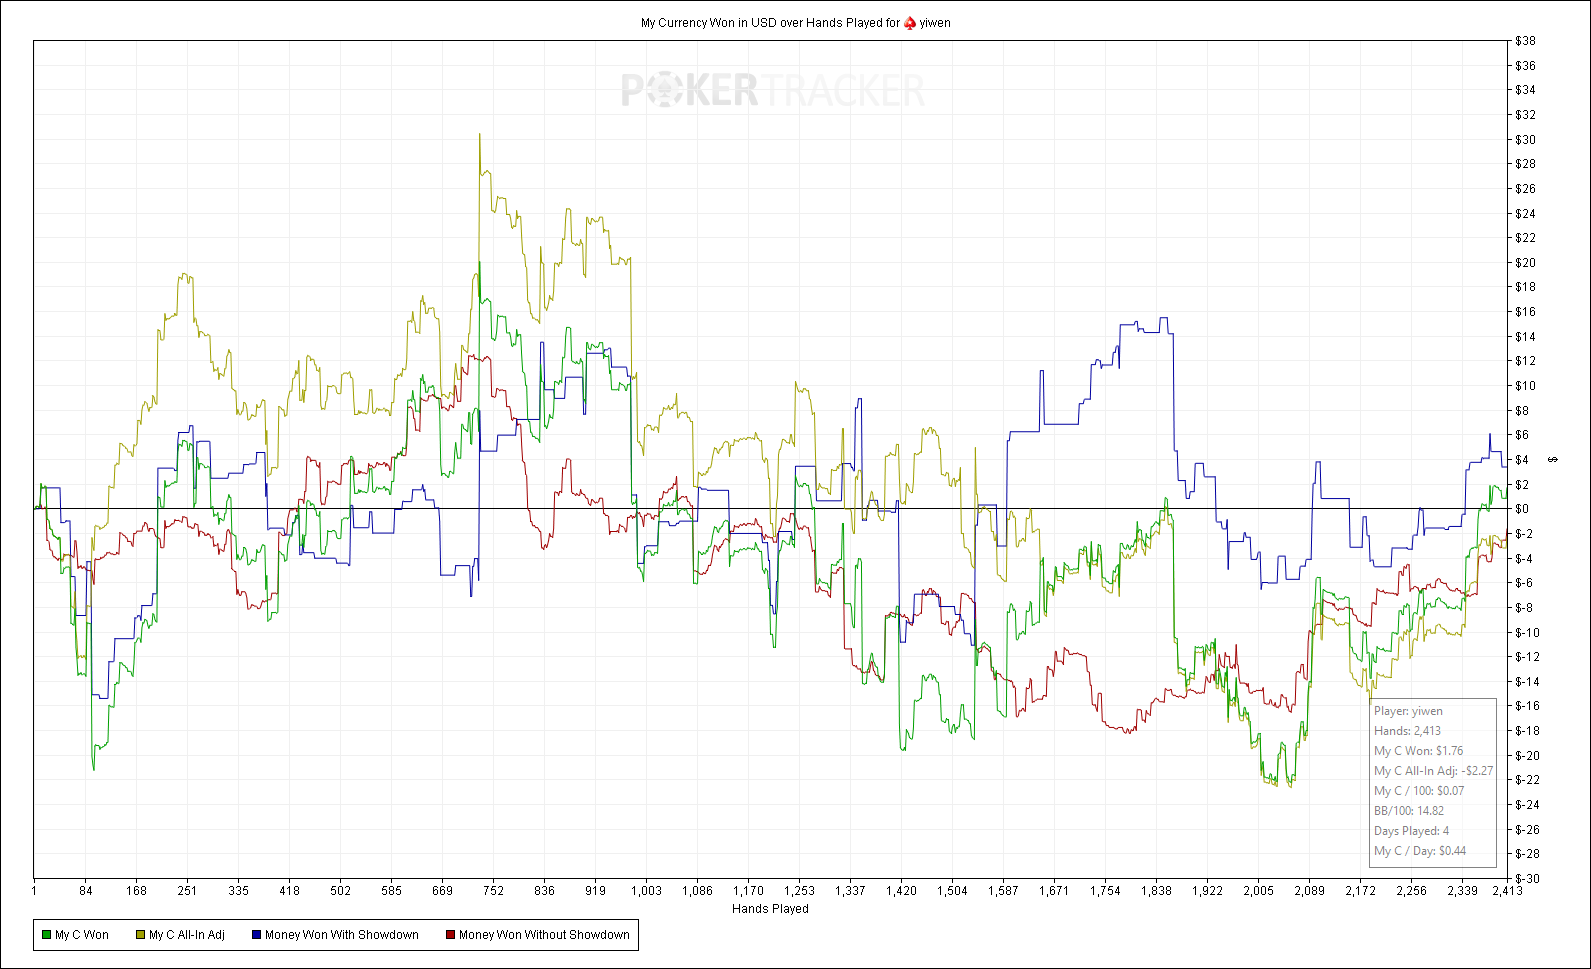 My Currency Won in USD over Hands Played for yiwen
POKERTRACKER
$38
$36
$34
$32
$30
$28
$26
$24
$22
$20
$18
$16
$14
$12
$10
$8
$6
$4
$2
$0
$-2
$-4
$-6
$-8
$-10
$-12
$-14
$-16
$-18
$-20
$-22
$-24
$-26
$-28
$-30
$
Player: yiwen
Hands: 2,413
My C Won: $1.76
My C All-In Adj: -$2.27
My C / 100: $0.07
BB/100: 14.82
Days Played: 4
My C / Day: $0.44
1 84 168 251 335 418 502 585 669 752 836 919 1,003 1,086 1,170 1,253 1,337 1,420 1,504 1,587 1,671 1,754 1,838 1,922 2,005 2,089 2,172 2,256 2,339 2,413
Hands Played
My C Won My C All-In Adj Money Won With Showdown Money Won Without Showdown